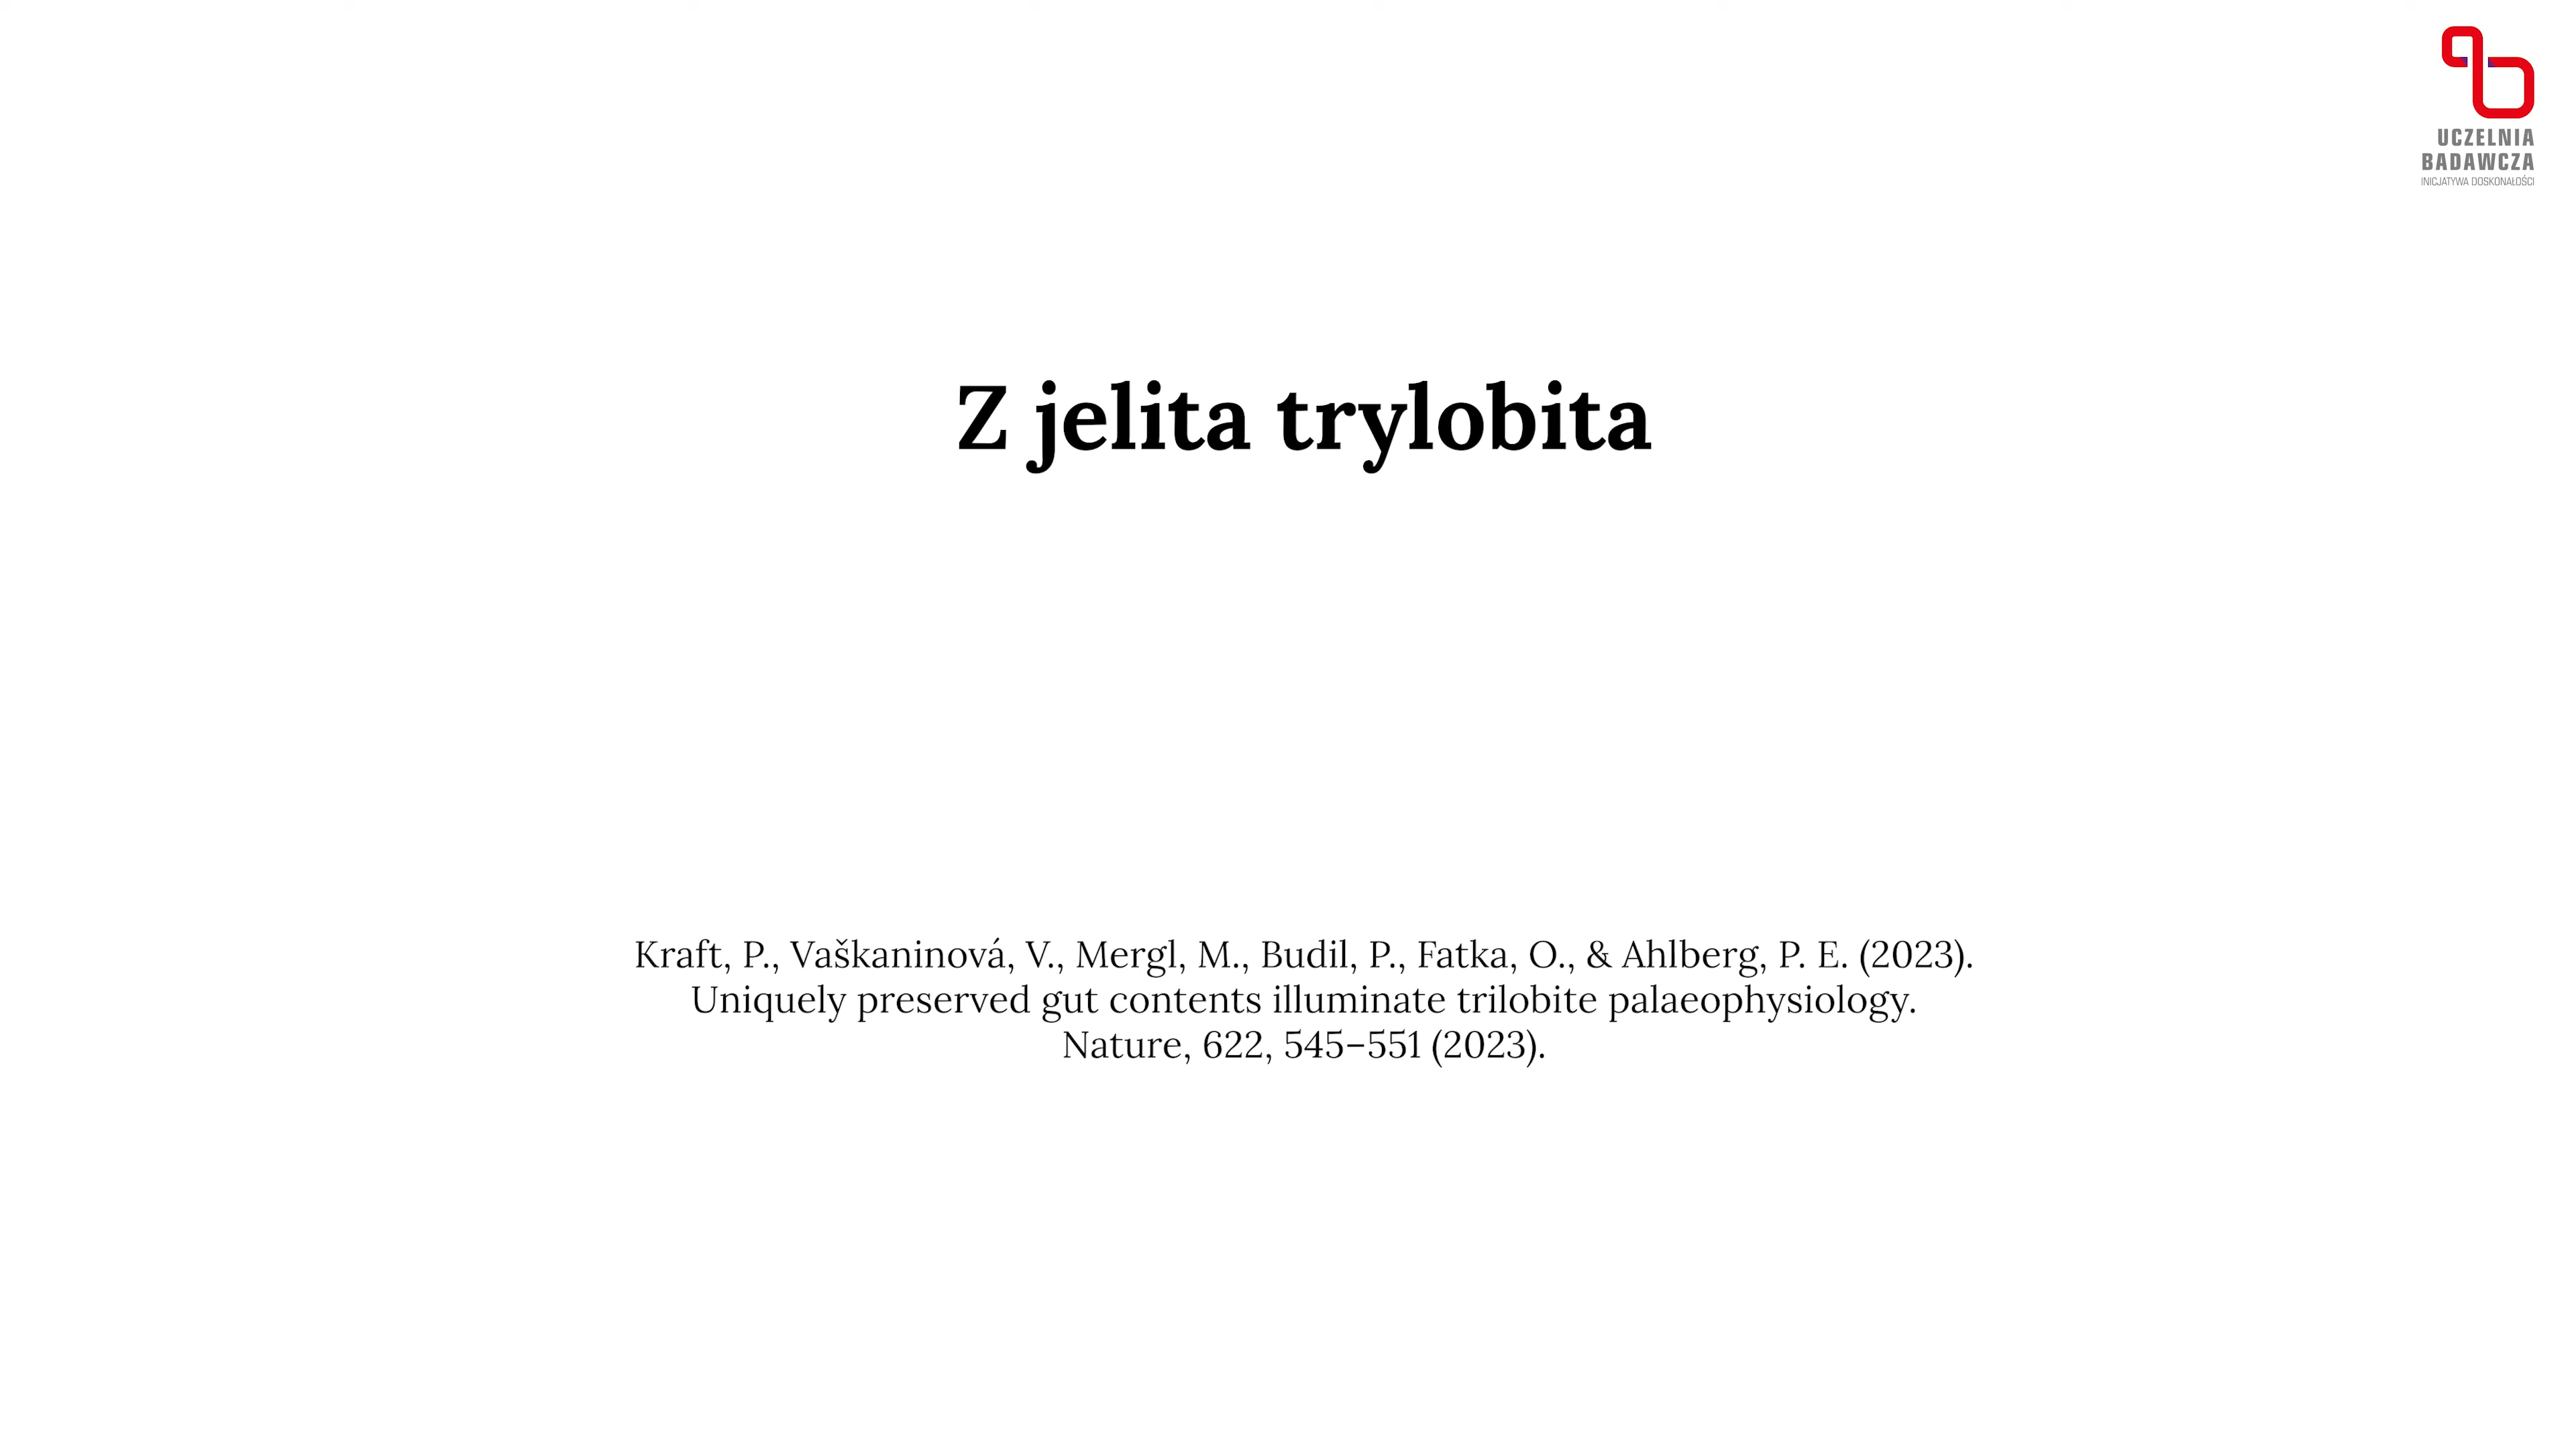 UCZELNIA
BADAWCZA
INICJATYWA DOSKONAŁOŚCI
Z jelita trylobita
Kraft, P., Vaškaninová, V., Mergl, M., Budil, P., Fatka, O., & Ahlberg, P. E. (2023).
Uniquely preserved gut contents illuminate trilobite palaeophysiology.
Nature, 622, 545–551 (2023).